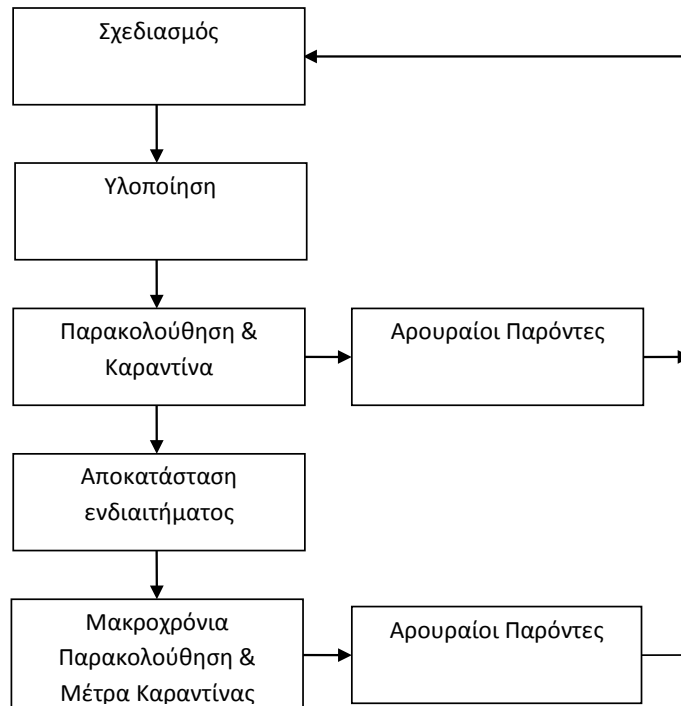 Σχεδιασμός
Υλοποίηση
Παρακολούθηση &
Καραντίνα
Αρουραίοι Παρόντες
Αποκατάσταση
ενδιαιτήματος
Μακροχρόνια
Παρακολούθηση &
Μέτρα Καραντίνας
Αρουραίοι Παρόντες